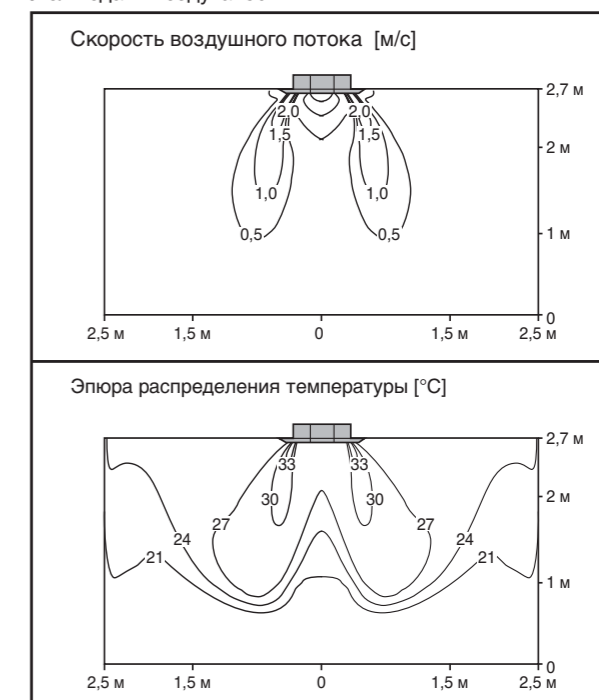 Скорость воздушного потока [м/с]
2,7 м
2,0 2,0
1,5 1,5
2 м
1,0 1,0
0,5 0,5
1 м
0
2,5 м 1,5 м 0 1,5 м 2,5 м
Эпюра распределения температуры [°C]
2,7 м
33 33
30 30
2 м
27 27
24 24
21 21
1 м
0
2,5 м 1,5 м 0 1,5 м 2,5 м